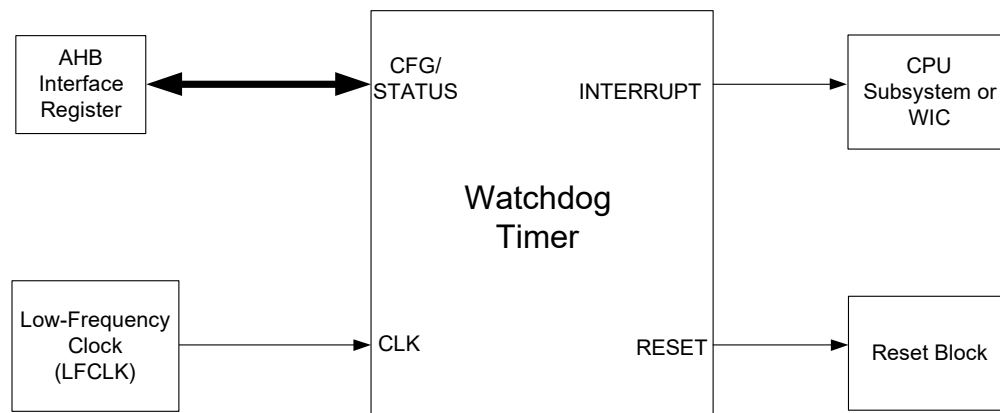 AHB
Interface
Register
CFG/
STATUS
INTERRUPT
CPU
Subsystem or
WIC
Watchdog
Timer
Low-Frequency
Clock
(LFCLK)
CLK
RESET
Reset Block